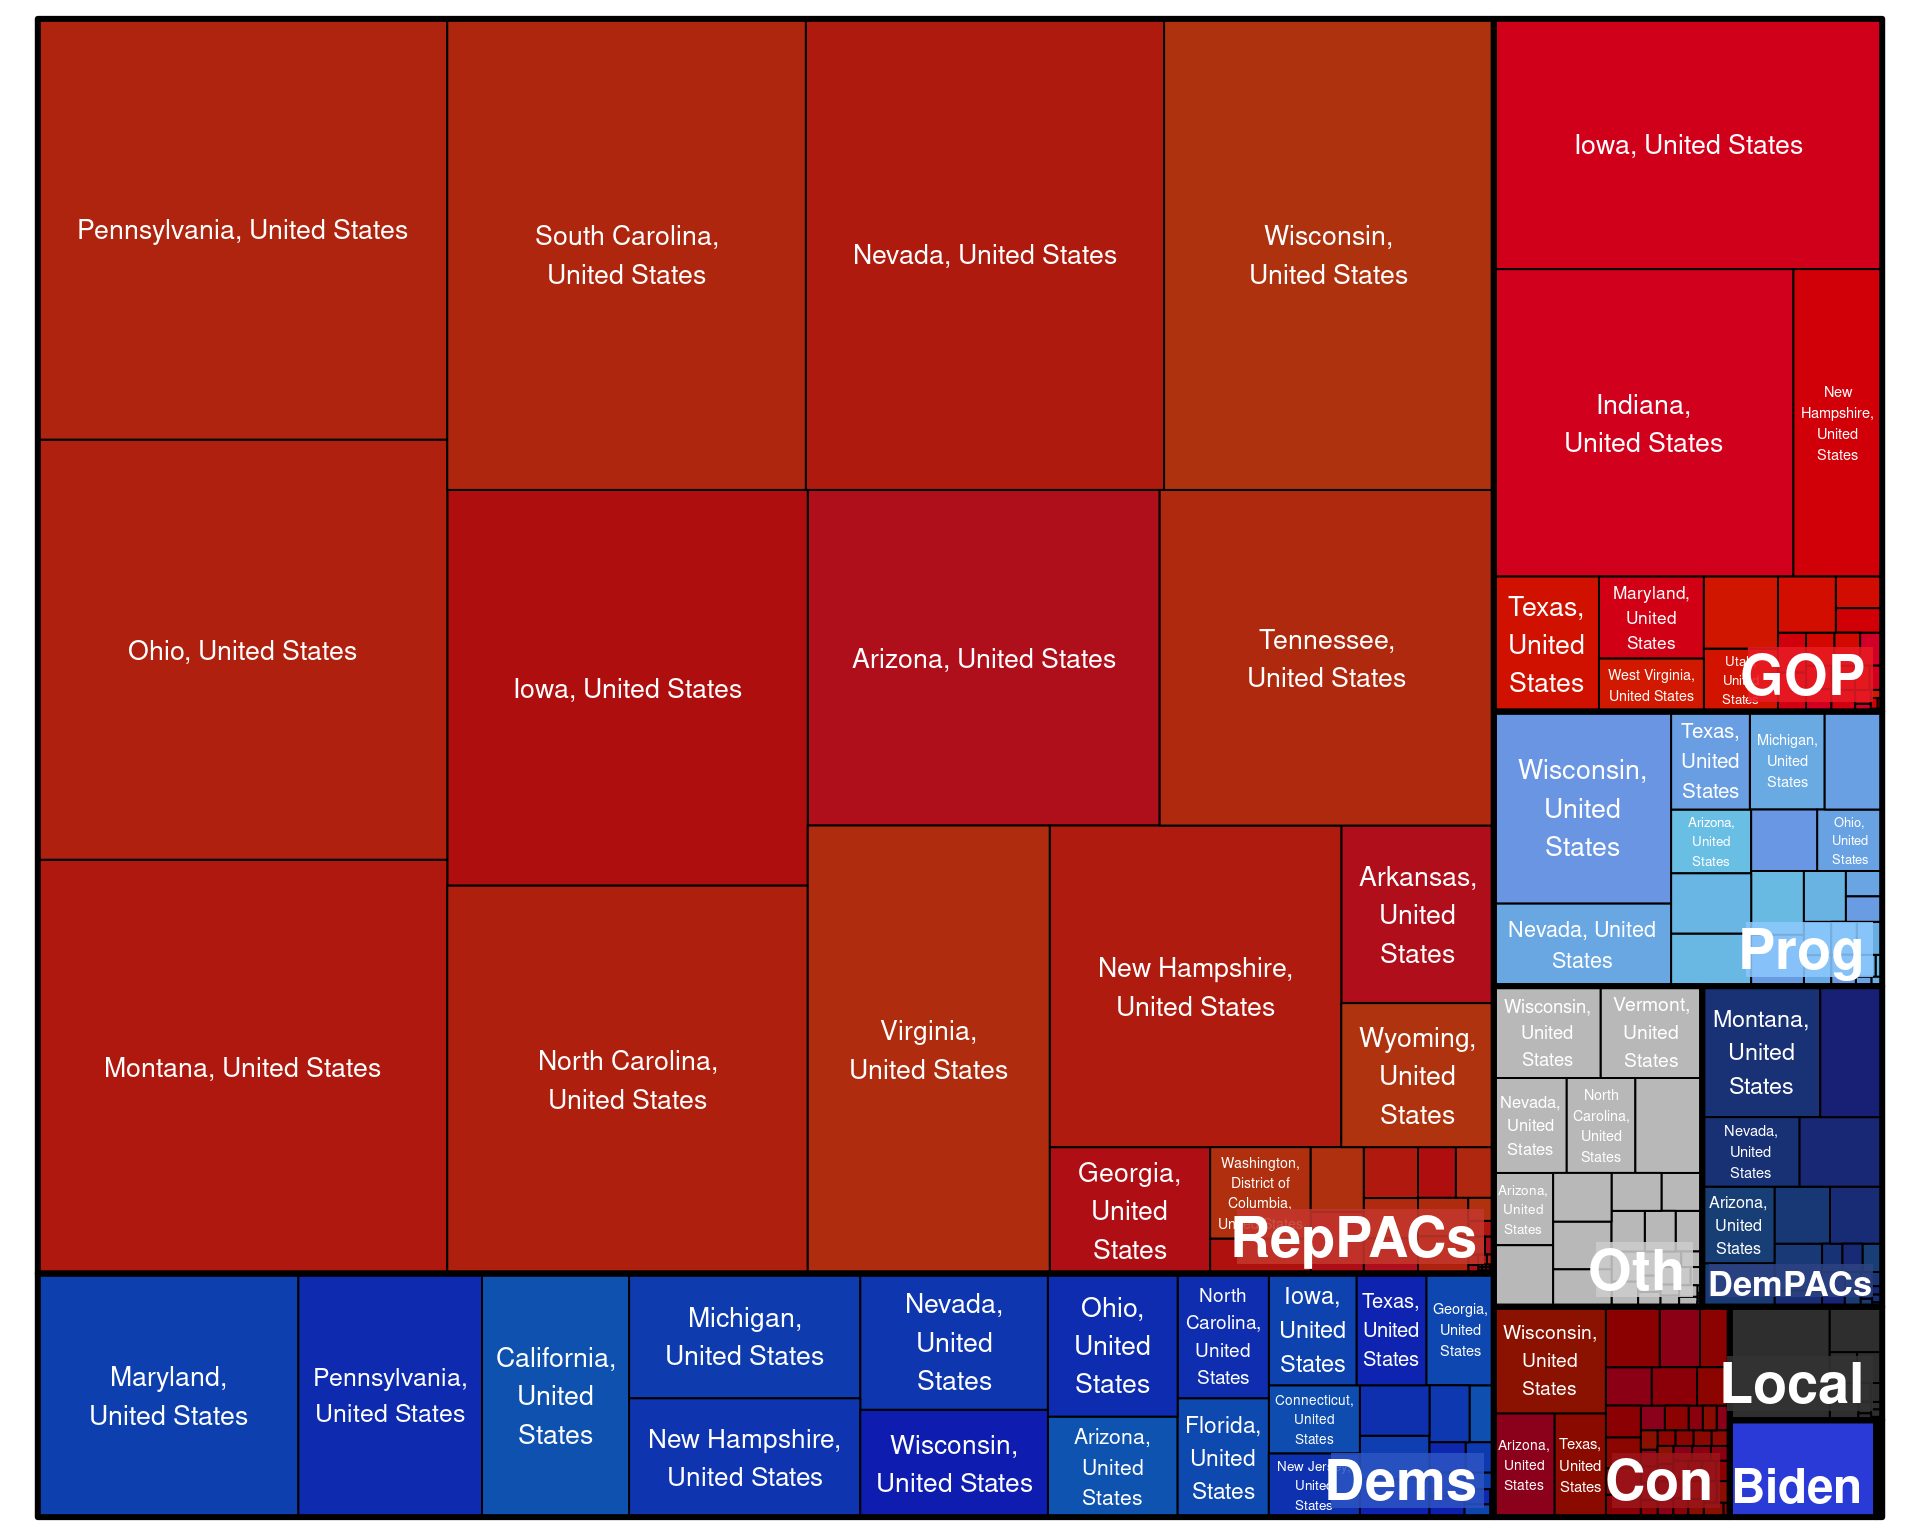 Pennsylvania, United States
South Carolina,
United States
Nevada, United States
Wisconsin,
United States
Ohio, United States
Iowa, United States
Arizona, United States
Tennessee,
United States
Montana, United States
North Carolina,
United States
Virginia,
United States
New Hampshire,
United States
Arkansas,
United
States
Wyoming,
United
States
Georgia,
United
States
Washington,
District of
Columbia,
United States
RepPACs
Iowa, United States
Indiana,
United States
New
Hampshire,
United
States
Texas,
United
States
Maryland,
United
States
West Virginia,
United States
Utah,
United
States
GOP
Wisconsin,
United
States
Texas,
United
States
Michigan,
United
States
Arizona,
United
States
Ohio,
United
States
Nevada, United
States
Prog
Wisconsin,
United
States
Vermont,
United
States
Nevada,
United
States
North
Carolina,
United
States
Arizona,
United
States
Oth
Montana,
United
States
Nevada,
United
States
Arizona,
United
States
DemPACs
Maryland,
United States
Pennsylvania,
United States
California,
United
States
Michigan,
United States
New Hampshire,
United States
Nevada,
United
States
Wisconsin,
United States
Ohio,
United
States
Arizona,
United
States
North
Carolina,
United
States
Florida,
United
States
Iowa,
United
States
Texas,
United
States
Georgia,
United
States
Connecticut,
United
States
New Jersey,
United
States
Dems
Wisconsin,
United
States
Arizona,
United
States
Texas,
United
States
Con
Local
Biden